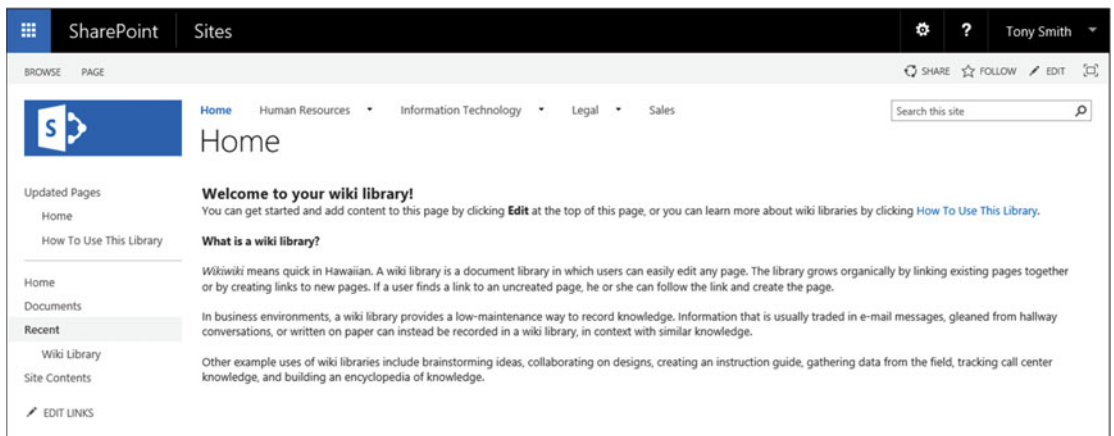 SharePoint Sites ? Tony Smith
BROWSE PAGE SHARE FOLLOW EDIT
S
Home Human Resources Information Technology Legal Sales
Search this site
Home
Updated Pages
Home
How To Use This Library
Home
Documents
Recent
Wiki Library
Site Contents
EDIT LINKS
Welcome to your wiki library!
You can get started and add content to this page by clicking Edit at the top of this page, or you can learn more about wiki libraries by clicking How To Use This Library.
What is a wiki library?
Wikiwiki means quick in Hawaiian. A wiki library is a document library in which users can easily edit any page. The library grows organically by linking existing pages together
or by creating links to new pages. If a user finds a link to an uncreated page, he or she can follow the link and create the page.
In business environments, a wiki library provides a low-maintenance way to record knowledge. Information that is usually traded in e-mail messages, gleaned from hallway
conversations, or written on paper can instead be recorded in a wiki library, in context with similar knowledge.
Other example uses of wiki libraries include brainstorming ideas, collaborating on designs, creating an instruction guide, gathering data from the field, tracking call center
knowledge, and building an encyclopedia of knowledge.